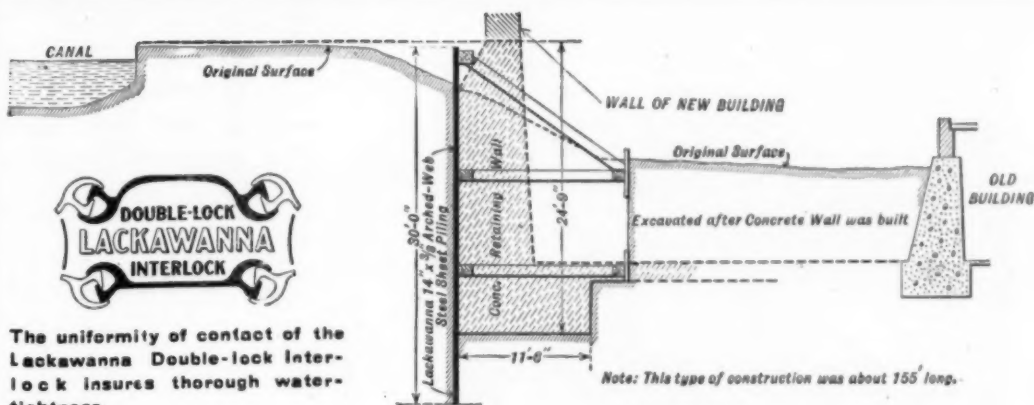 CANAL
Original Surface
WALL OF NEW BUILDING
Original Surface
OLD
BUILDING
Excavated after Concrete Wall was built
30'-0"
Lackawanna 14" x 3/8" Arched-Web
Steel Sheet Piling
Conc. Retaining Wall
24'-9"
11'-6"
Note: This type of construction was about 155' long.
DOUBLE-LOCK
LACKAWANNA
INTERLOCK
The uniformity of contact of the
Lackawanna Double-lock Inter-
lock insures thorough water-